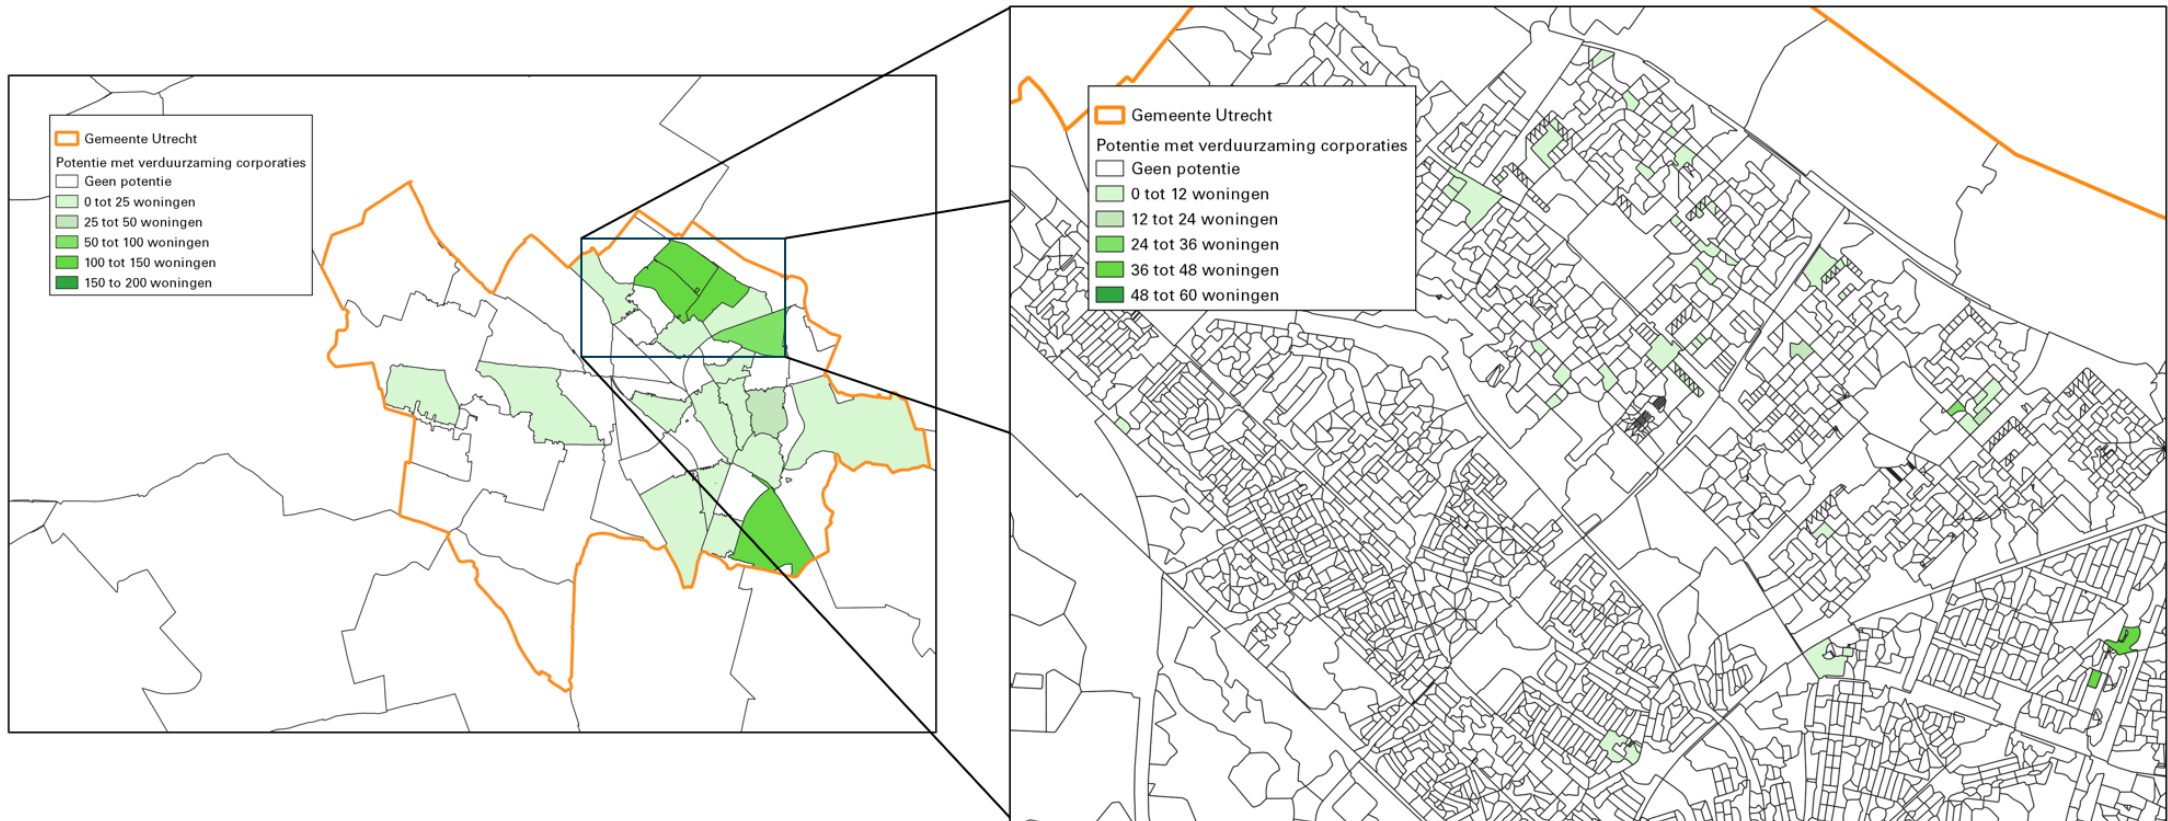 Gemeente Utrecht
Potentie met verduurzaming corporaties
Geen potentie
0 tot 25 woningen
25 tot 50 woningen
50 tot 100 woningen
100 tot 150 woningen
150 to 200 woningen
Gemeente Utrecht
Potentie met verduurzaming corporaties
Geen potentie
0 tot 12 woningen
12 tot 24 woningen
24 tot 36 woningen
36 tot 48 woningen
48 tot 60 woningen